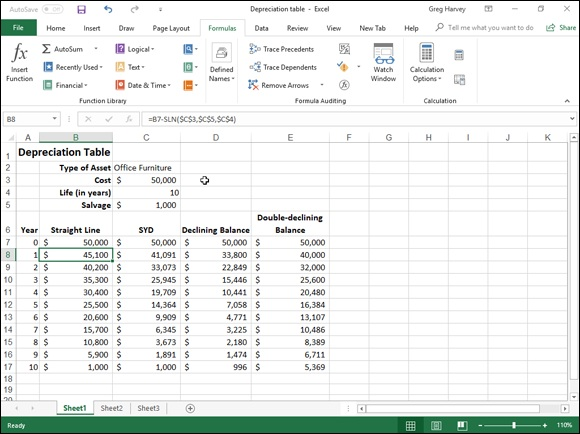 AutoSave Off
Depreciation table - Excel
Greg Harvey
File Home Insert Draw Page Layout Formulas Data Review View New Tab Help Tell me what you want to do Share
fx Insert Function
Σ AutoSum
Recently Used
Financial
Logical
Text
Date & Time
Function Library
Defined Names
Trace Precedents
Trace Dependents
Remove Arrows
Formula Auditing
Watch Window
Calculation Options
Calculation
B8 fx =B7-SLN($C$3,$C$5,$C$4)
A B C D E F G H I J K
1 Depreciation Table
2 Type of Asset Office Furniture
3 Cost $ 50,000
4 Life (in years) 10
5 Salvage $ 1,000
6 Year Straight Line SYD Declining Balance Double-declining Balance
7 0 $ 50,000 $ 50,000 $ 50,000 $ 50,000
8 1 $ 45,100 $ 41,091 $ 33,800 $ 40,000
9 2 $ 40,200 $ 33,073 $ 22,849 $ 32,000
10 3 $ 35,300 $ 25,945 $ 15,446 $ 25,600
11 4 $ 30,400 $ 19,709 $ 10,441 $ 20,480
12 5 $ 25,500 $ 14,364 $ 7,058 $ 16,384
13 6 $ 20,600 $ 9,909 $ 4,771 $ 13,107
14 7 $ 15,700 $ 6,345 $ 3,225 $ 10,486
15 8 $ 10,800 $ 3,673 $ 2,180 $ 8,389
16 9 $ 5,900 $ 1,891 $ 1,474 $ 6,711
17 10 $ 1,000 $ 1,000 $ 996 $ 5,369
18
19
Sheet1 Sheet2 Sheet3
Ready
110%